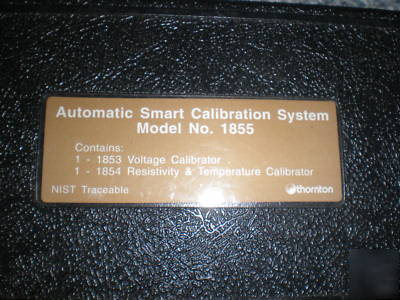 Automatic Smart Calibration System
Model No. 1855
Contains:
1 - 1853 Voltage Calibrator
1 - 1854 Resistivity & Temperature Calibrator
NIST Traceable
thornton